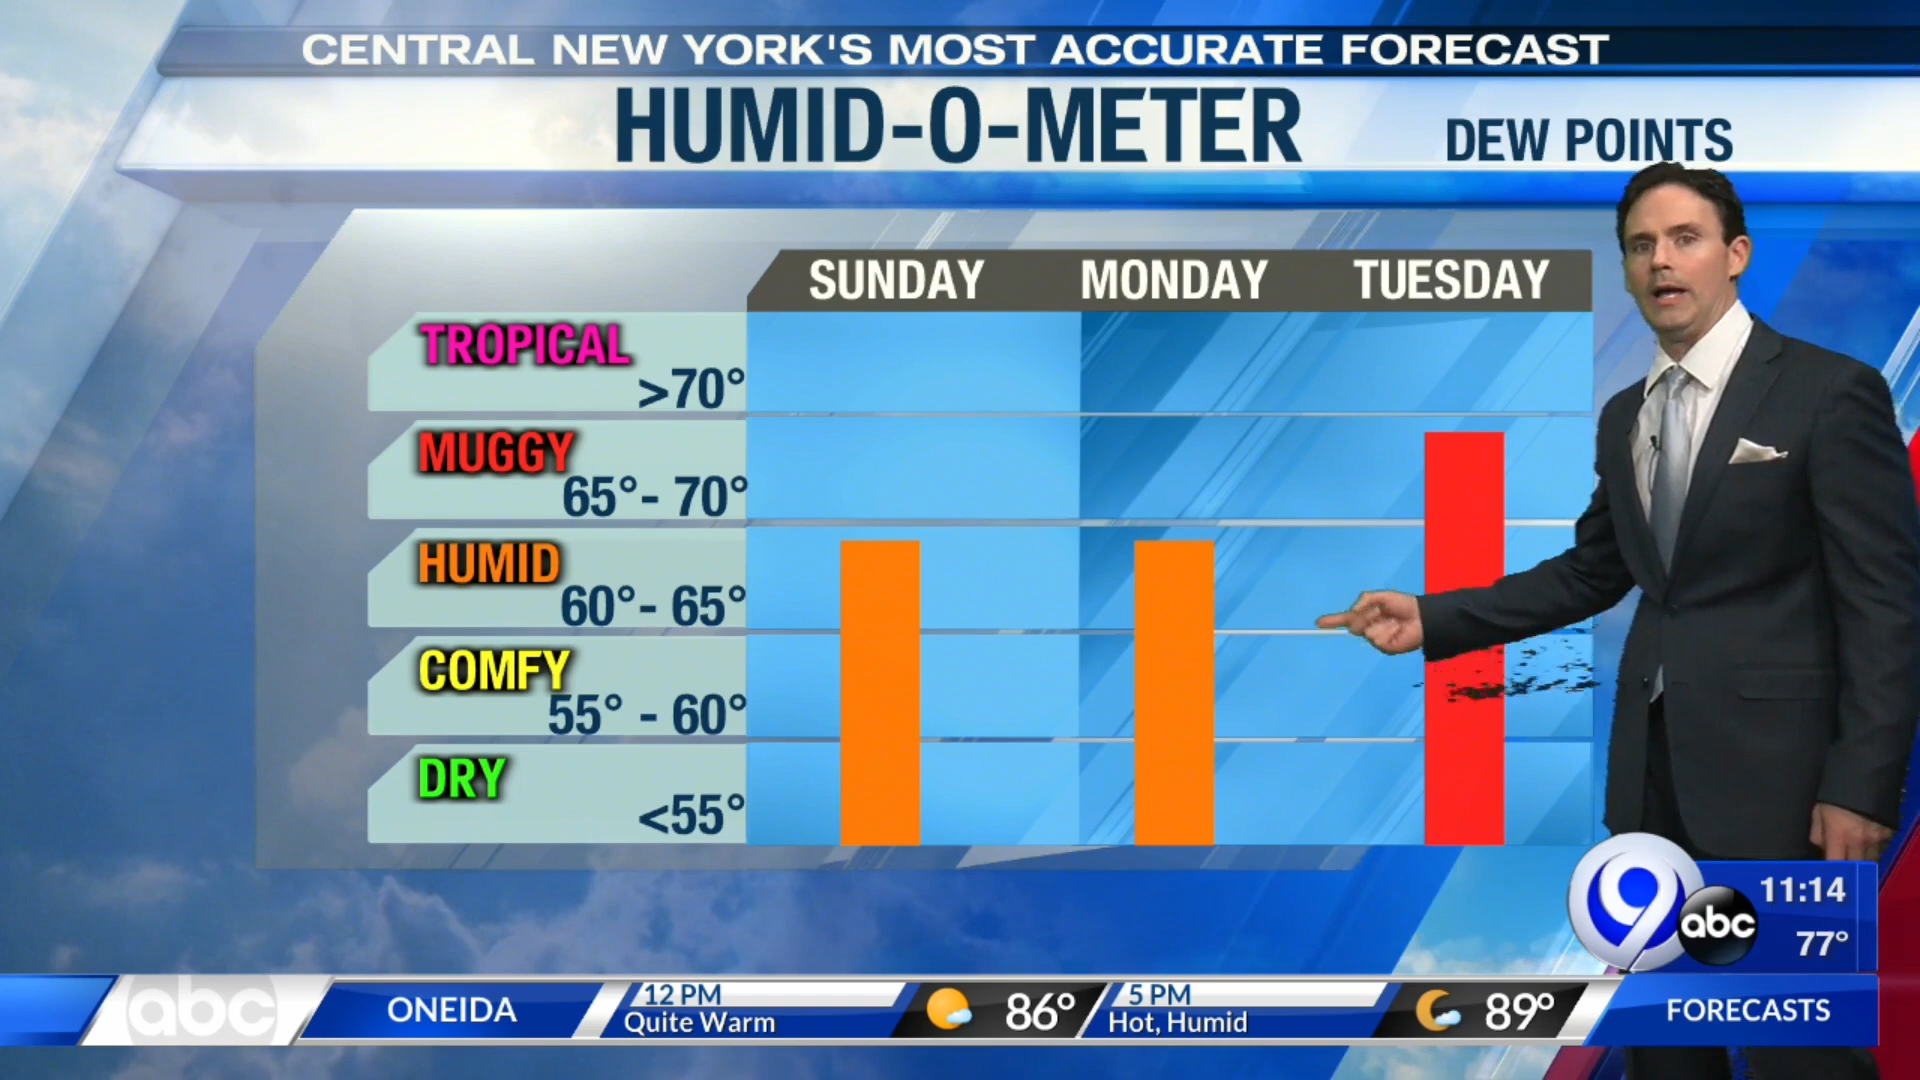 CENTRAL NEW YORK'S MOST ACCURATE FORECAST
HUMID-O-METER
DEW POINTS
SUNDAY MONDAY TUESDAY
TROPICAL
>70°
MUGGY
65°- 70°
HUMID
60°- 65°
COMFY
55° - 60°
DRY
<55°
9 abc
11:14
77°
abc
ONEIDA
12 PM
Quite Warm
86°
5 PM
Hot, Humid
89°
FORECASTS